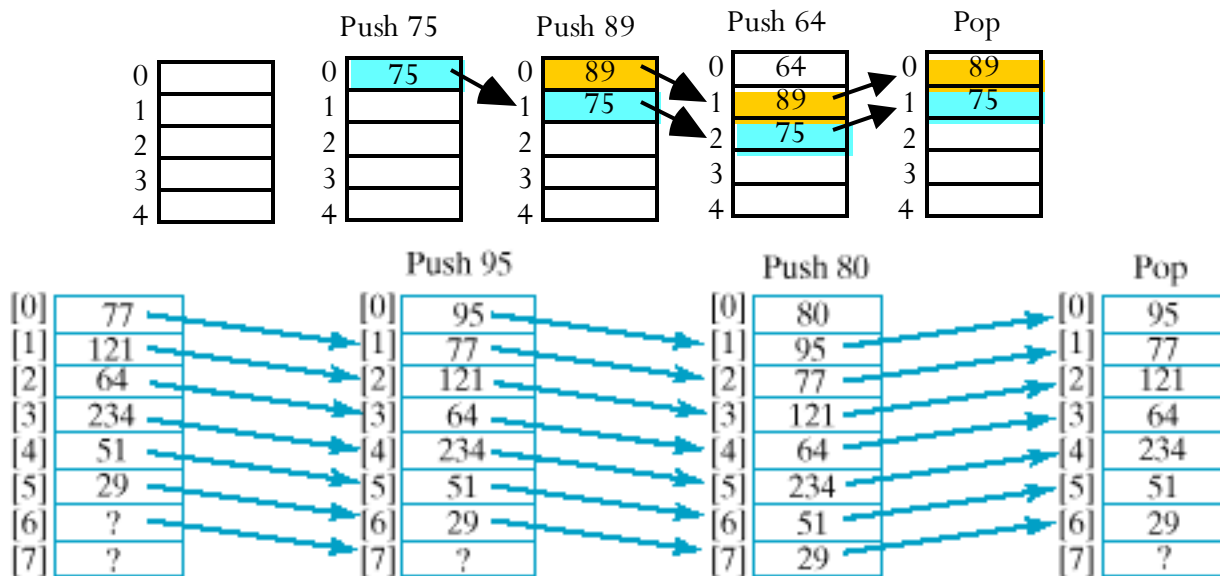 Push 75 Push 89 Push 64 Pop
0 0 75 0 89 0 64 0 89
1 1 1 75 1 89 1 75
2 2 2 2 75 2
3 3 3 3 3
4 4 4 4 4
Push 95 Push 80 Pop
[0] 77 [0] 95 [0] 80 [0] 95
[1] 121 [1] 77 [1] 95 [1] 77
[2] 64 [2] 121 [2] 77 [2] 121
[3] 234 [3] 64 [3] 121 [3] 64
[4] 51 [4] 234 [4] 64 [4] 234
[5] 29 [5] 51 [5] 234 [5] 51
[6] ? [6] 29 [6] 51 [6] 29
[7] ? [7] ? [7] 29 [7] ?